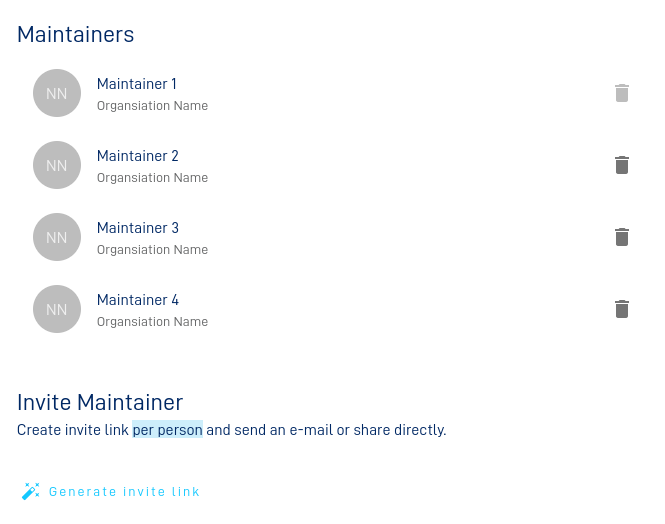 Maintainers
NN
Maintainer 1
Organsiation Name
NN
Maintainer 2
Organsiation Name
NN
Maintainer 3
Organsiation Name
NN
Maintainer 4
Organsiation Name
Invite Maintainer
Create invite link per person and send an e-mail or share directly.
Generate invite link